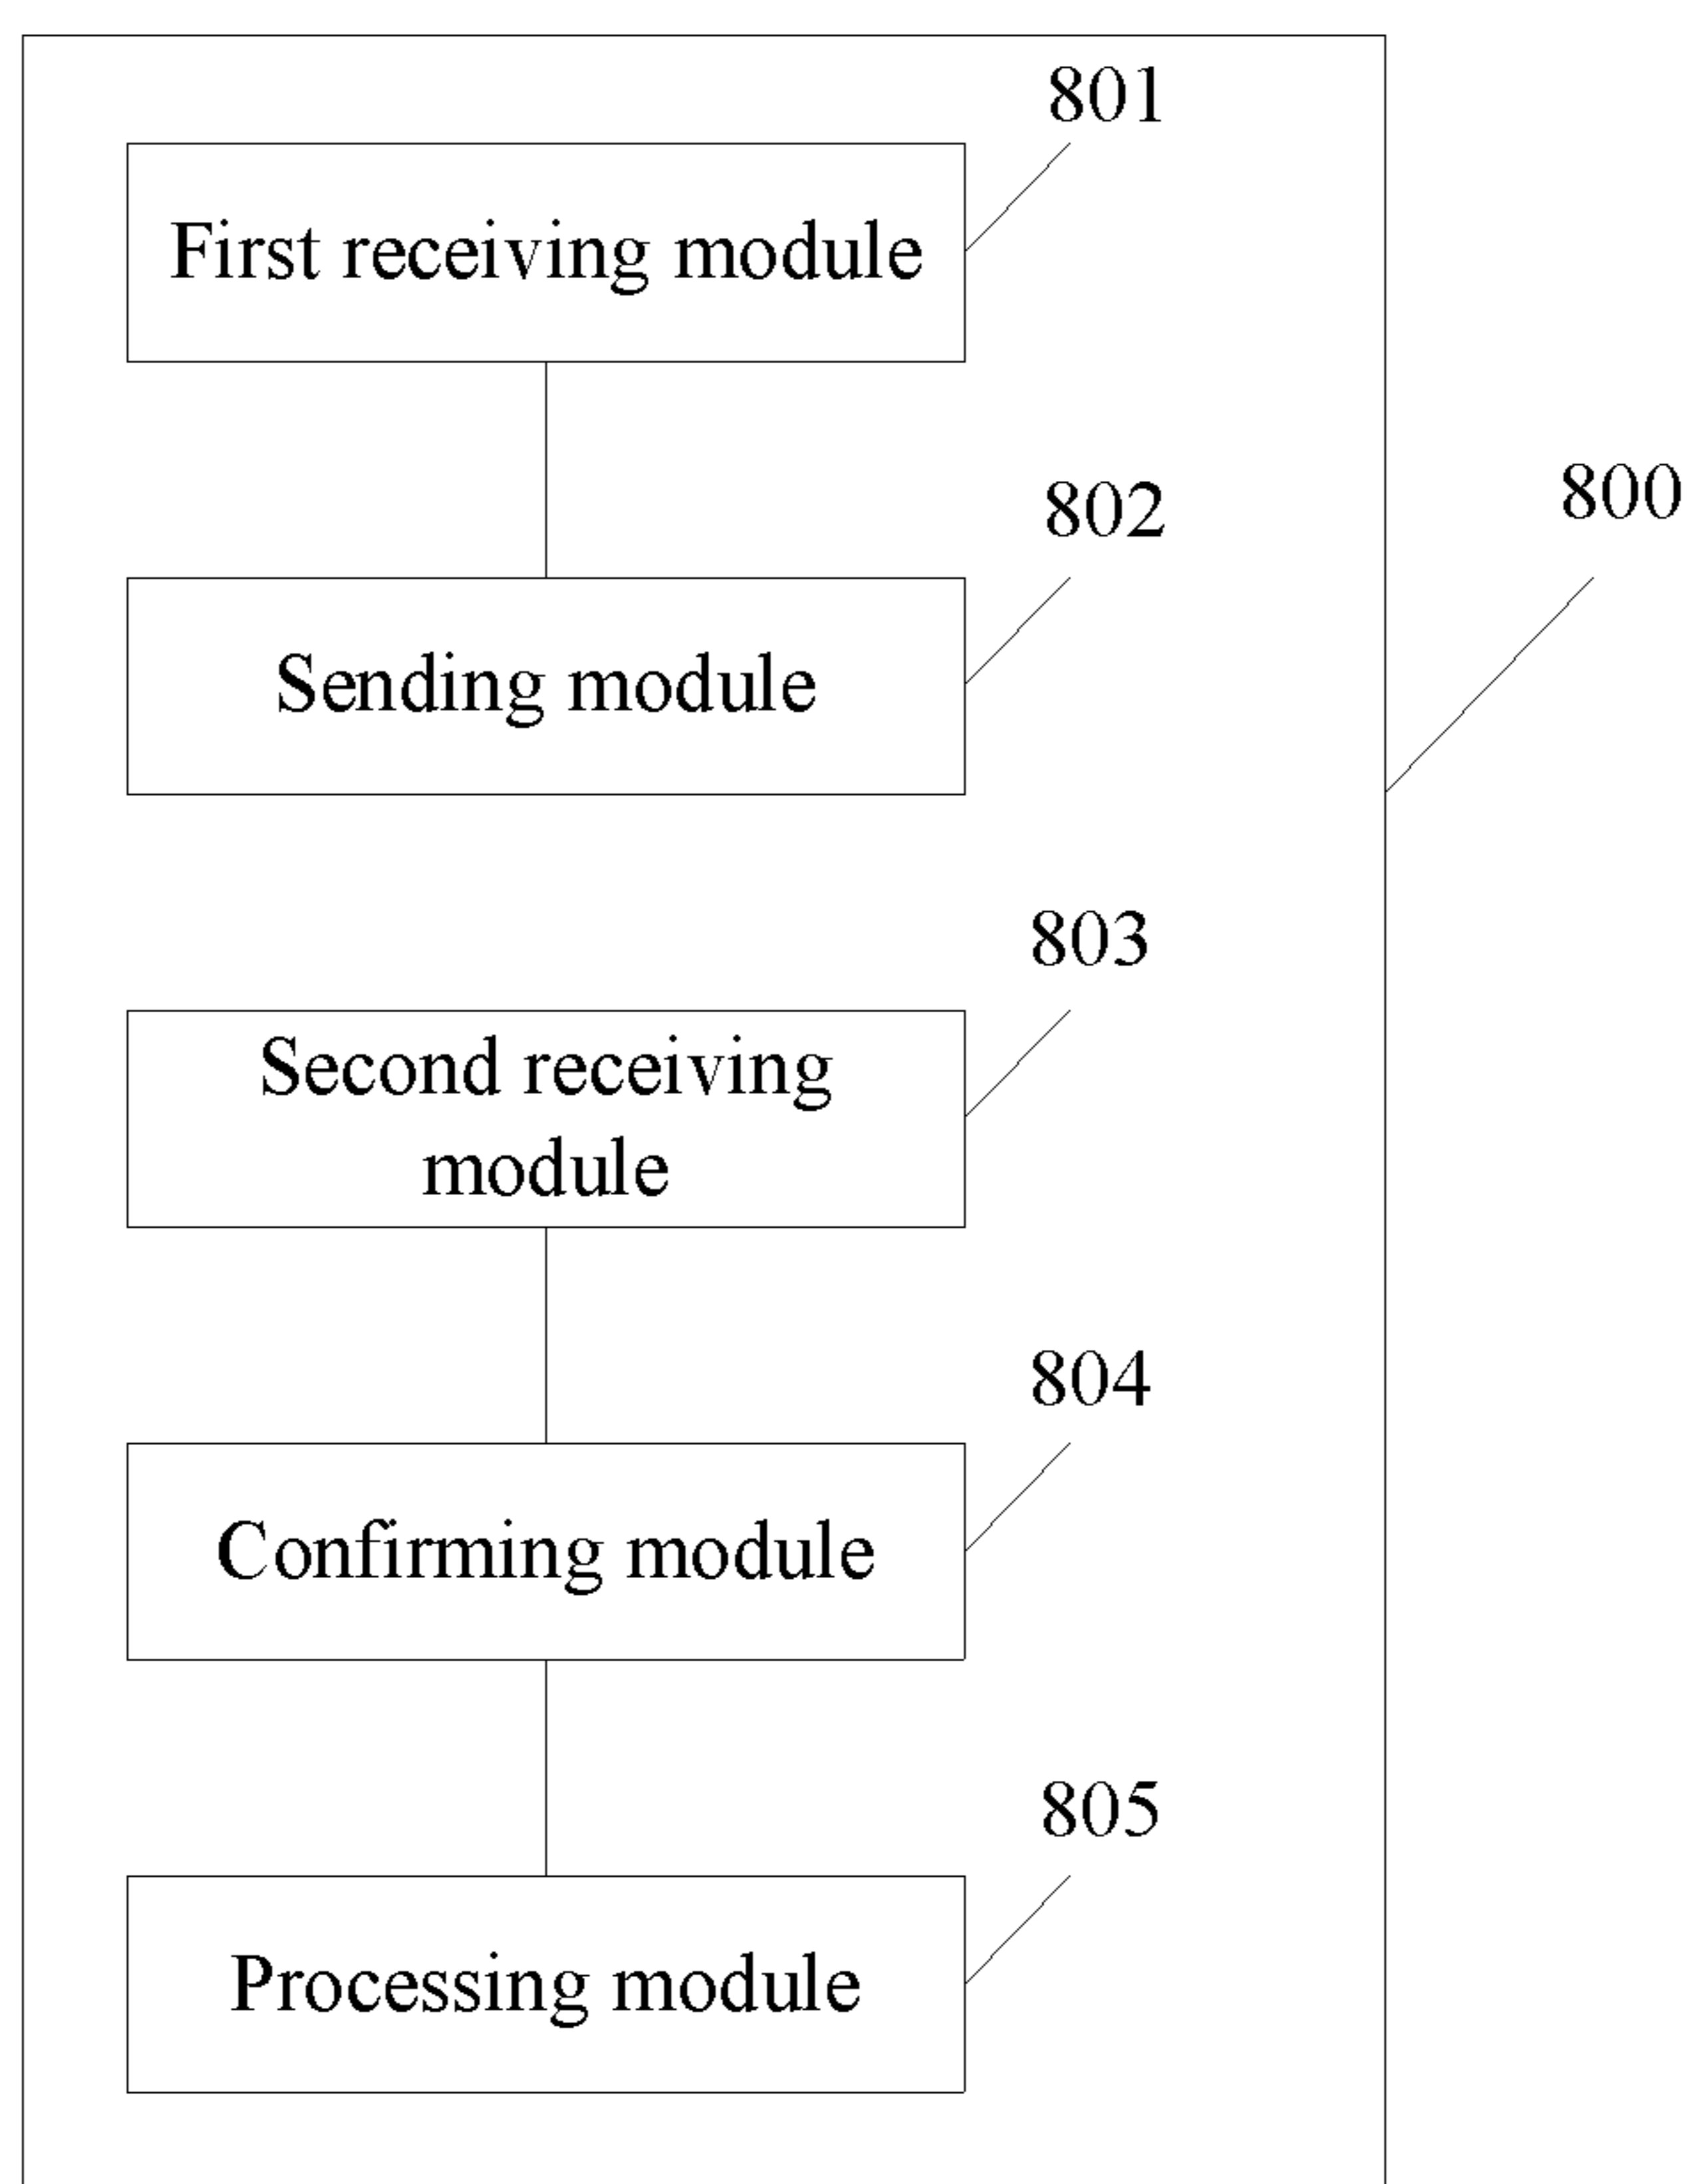 801
First receiving module
800
802
Sending module
803
Second receiving
module
804
Confirming module
805
Processing module